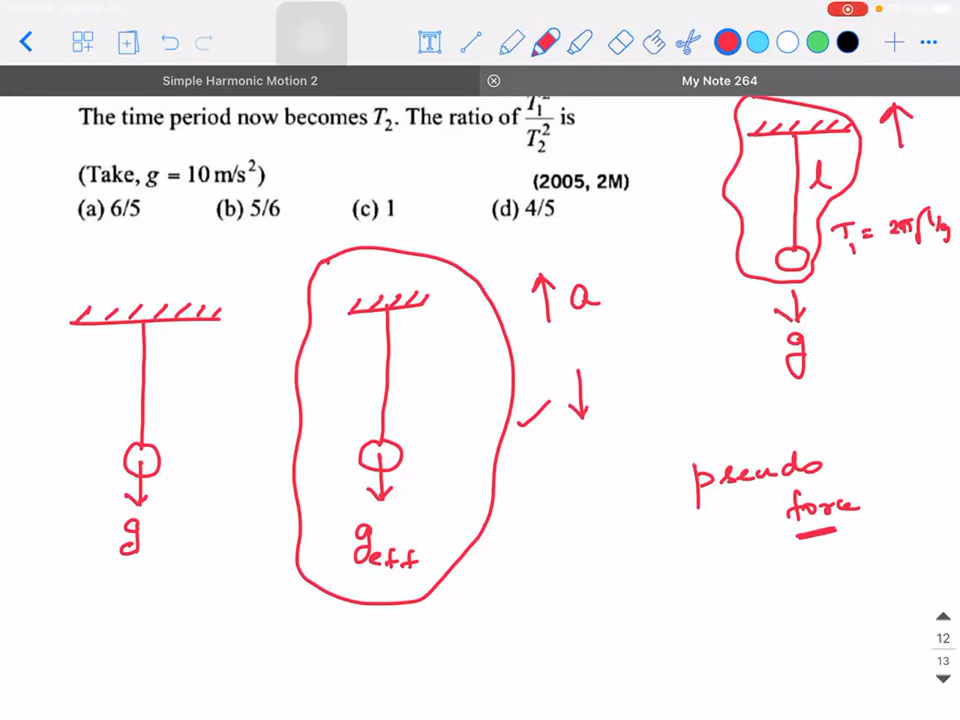 Simple Harmonic Motion 2
My Note 264
The time period now becomes T₂. The ratio of T₁²/T₂² is
(Take, g = 10 m/s²)
(2005, 2M)
(a) 6/5 (b) 5/6 (c) 1 (d) 4/5
l
T₁ = 2π√l/g
g
a
g
g_eff
pseudo
force
12
13